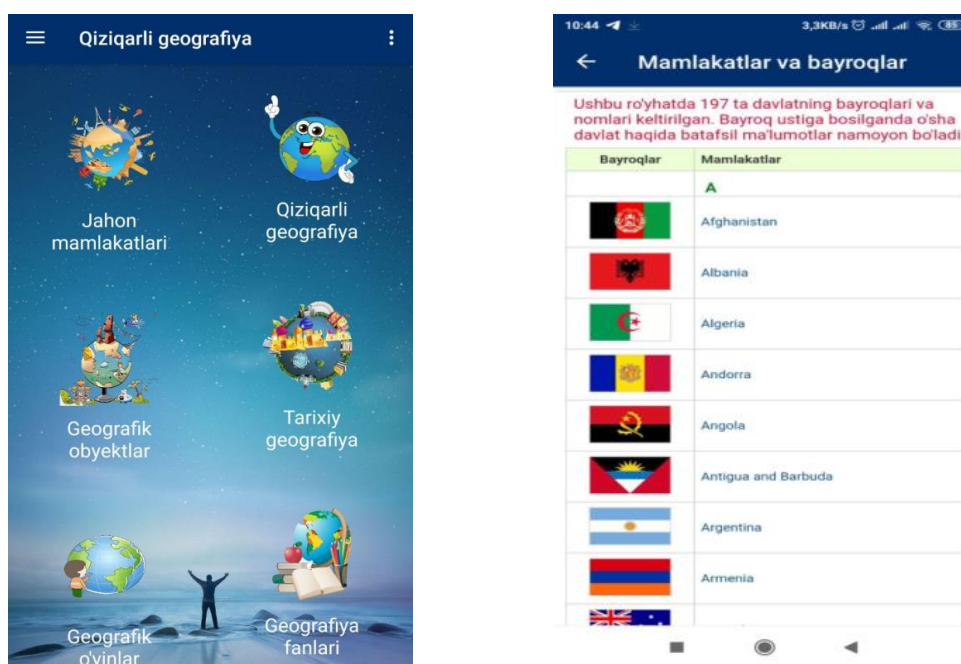 Qiziqarli geografiya
Jahon
mamlakatlari
Qiziqarli
geografiya
Geografik
obyektlar
Tarixiy
geografiya
Geografik
o'yinlar
Geografiya
fanlari
10:44
3,3KB/s
85
Mamlakatlar va bayroqlar
Ushbu ro'yhatda 197 ta davlatning bayroqlari va
nomlari keltirilgan. Bayroq ustiga bosilganda o'sha
davlat haqida batafsil ma'lumotlar namoyon bo'ladi
Bayroqlar Mamlakatlar
A
Afghanistan
Albania
Algeria
Andorra
Angola
Antigua and Barbuda
Argentina
Armenia